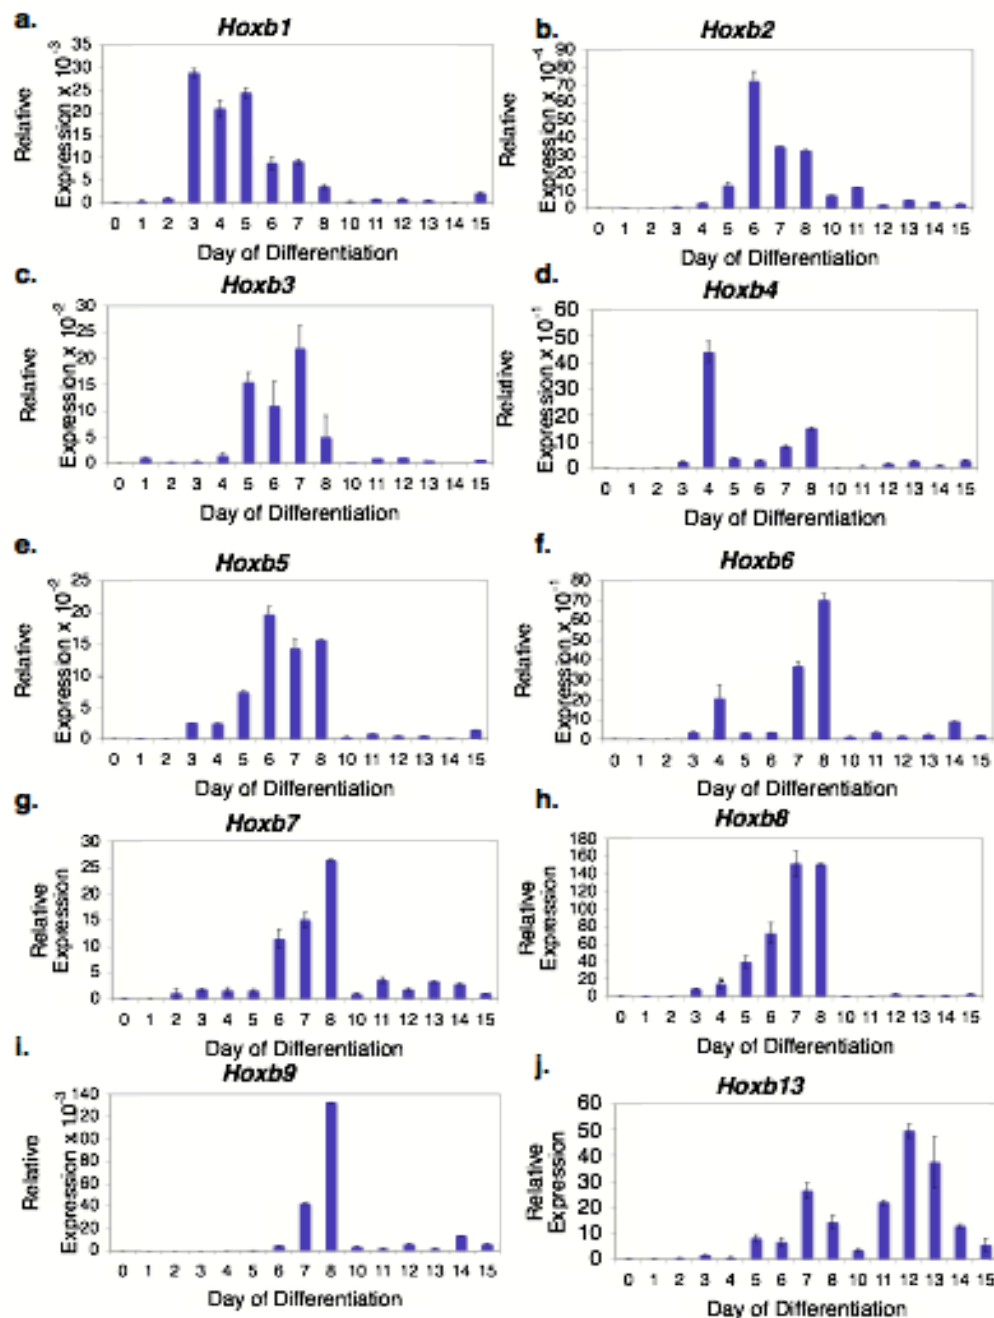 a.
Hoxb1
Relative
Expression x 10-3
35
30
25
20
15
10
5
0
0 1 2 3 4 5 6 7 8 10 11 12 13 14 15
Day of Differentiation
b.
Hoxb2
Relative
Expression x 10-4
90
80
70
60
50
40
30
20
10
0
0 1 2 3 4 5 6 7 8 10 11 12 13 14 15
Day of Differentiation
c.
Hoxb3
Relative
Expression x 10-2
30
25
20
15
10
5
0
0 1 2 3 4 5 6 7 8 10 11 12 13 14 15
Day of Differentiation
d.
Hoxb4
Relative
Expression x 10-1
60
50
40
30
20
10
0
0 1 2 3 4 5 6 7 8 10 11 12 13 14 15
Day of Differentiation
e.
Hoxb5
Relative
Expression x 10-2
25
20
15
10
5
0
0 1 2 3 4 5 6 7 8 10 11 12 13 14 15
Day of Differentiation
f.
Hoxb6
Relative
Expression x 10-1
80
70
60
50
40
30
20
10
0
0 1 2 3 4 5 6 7 8 10 11 12 13 14 15
Day of Differentiation
g.
Hoxb7
Relative
Expression
30
25
20
15
10
5
0
0 1 2 3 4 5 6 7 8 10 11 12 13 14 15
Day of Differentiation
h.
Hoxb8
Relative
Expression
180
160
140
120
100
80
60
40
20
0
0 1 2 3 4 5 6 7 8 10 11 12 13 14 15
Day of Differentiation
i.
Hoxb9
Relative
Expression x 10-3
140
120
100
80
60
40
20
0
0 1 2 3 4 5 6 7 8 10 11 12 13 14 15
Day of Differentiation
j.
Hoxb13
Relative
Expression
60
50
40
30
20
10
0
0 1 2 3 4 5 6 7 8 10 11 12 13 14 15
Day of Differentiation